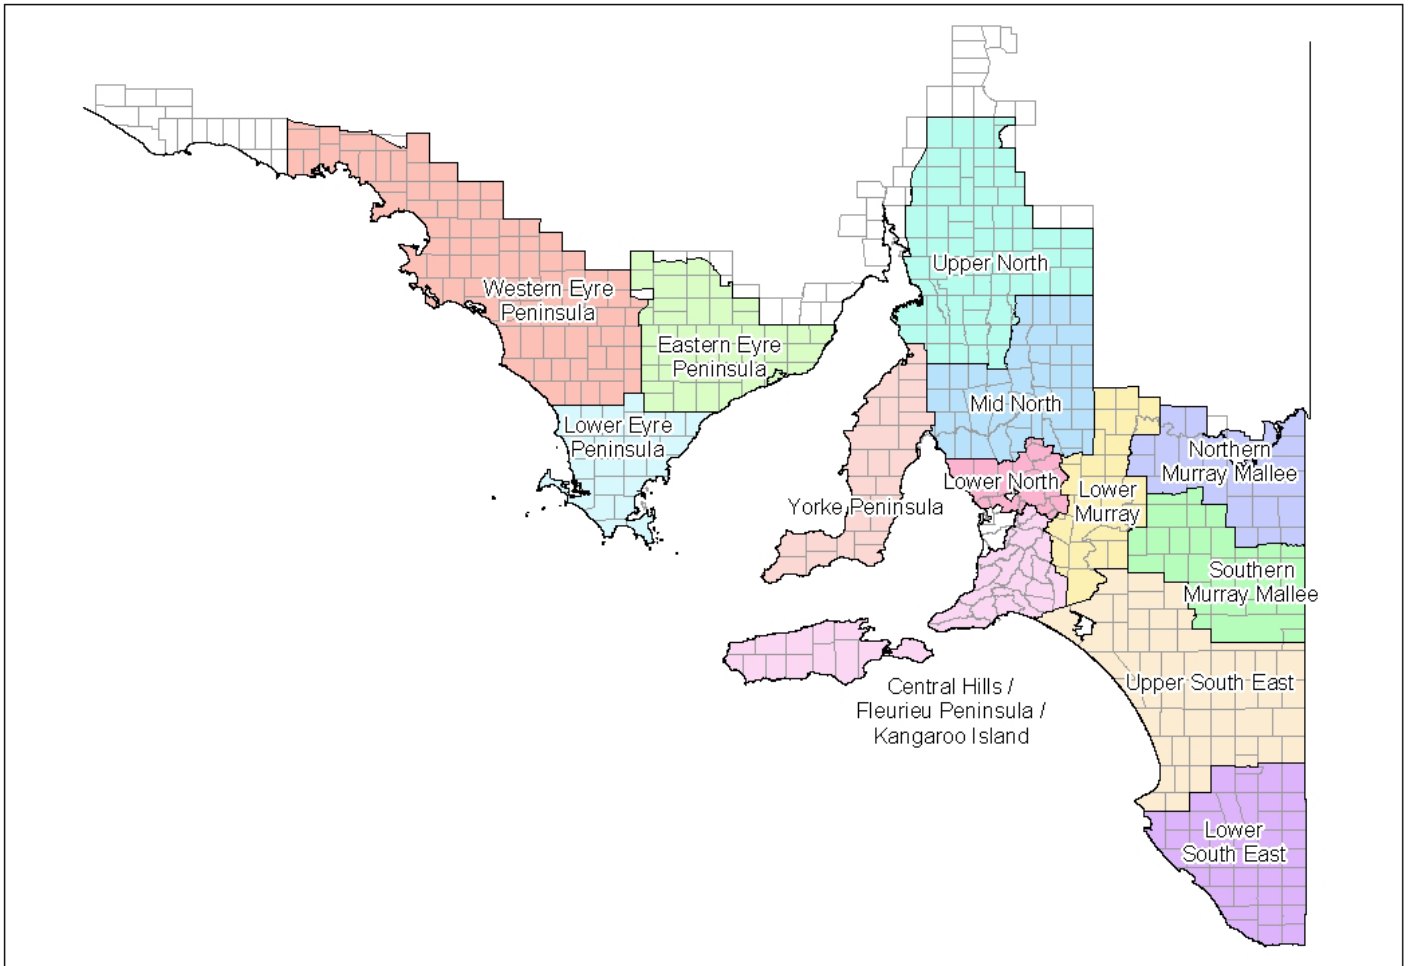 Upper North
Western Eyre
Peninsula
Eastern Eyre
Peninsula
Mid North
Lower Eyre
Peninsula
Northern
Murray Mallee
Lower North
Lower
Murray
Yorke Peninsula
Southern
Murray Mallee
Upper South East
Central Hills /
Fleurieu Peninsula /
Kangaroo Island
Lower
South East